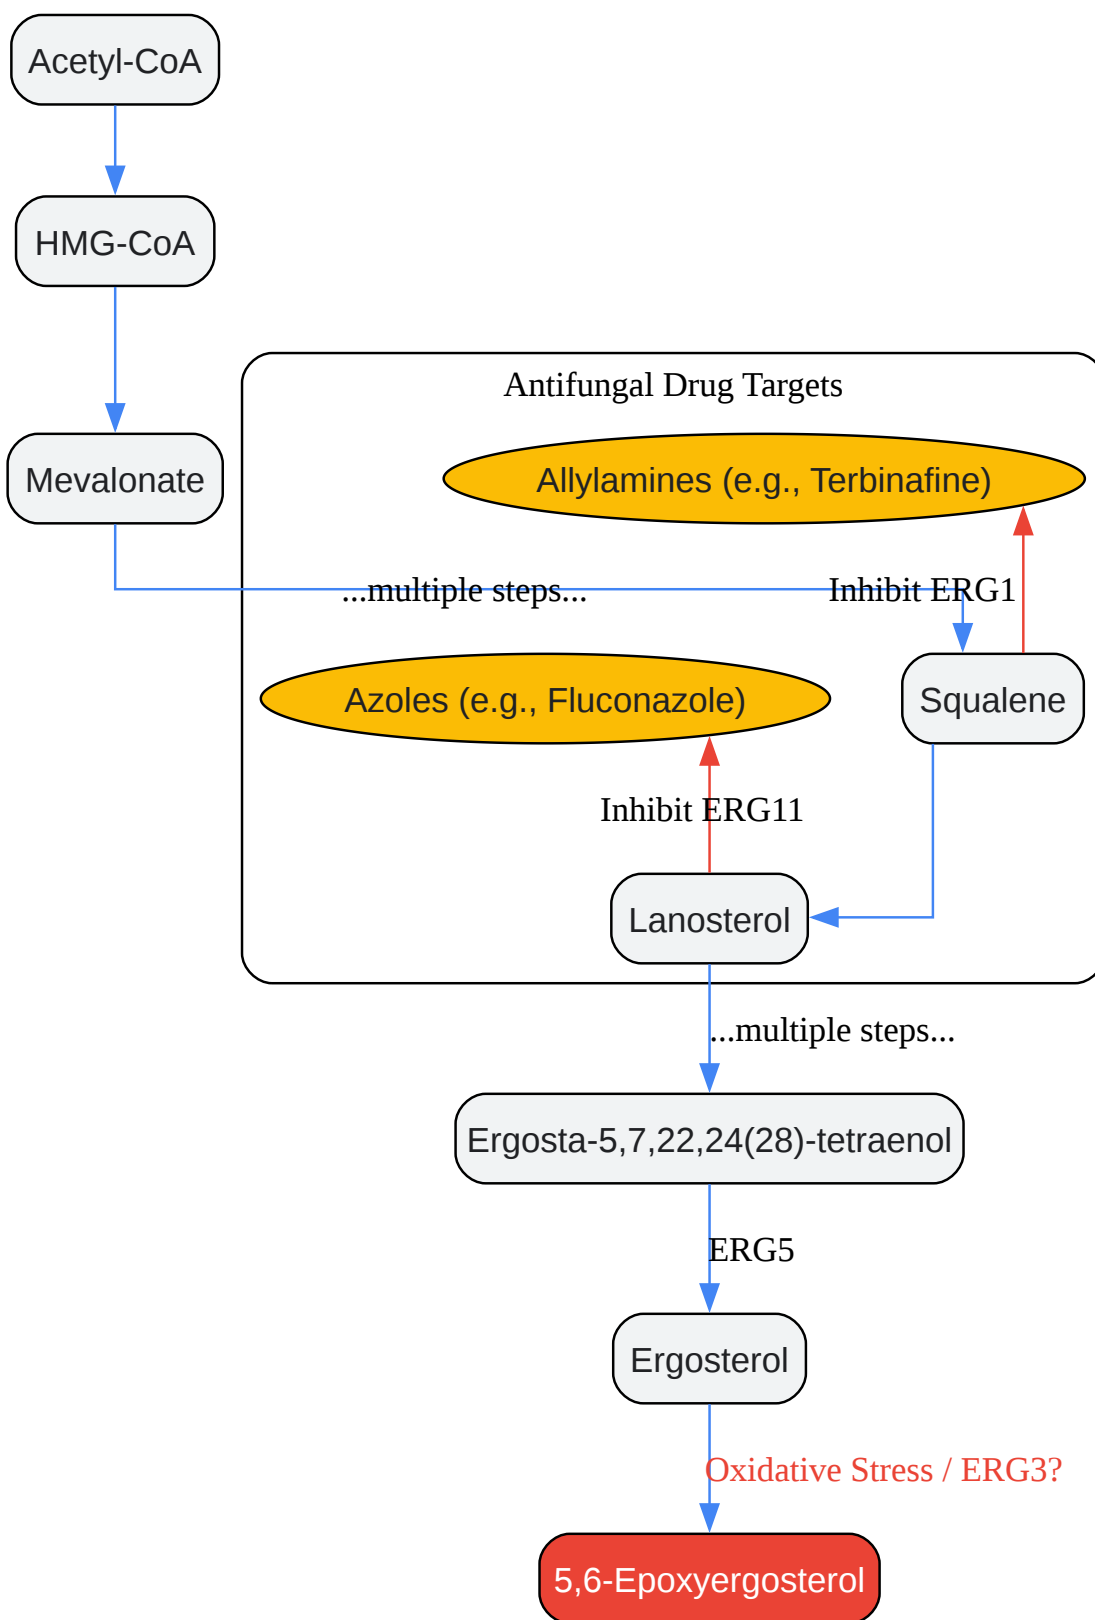 Acetyl-CoA
HMG-CoA
Antifungal Drug Targets
Mevalonate
Allylamines (e.g., Terbinafine)
...multiple steps...
Inhibit ERG1
Azoles (e.g., Fluconazole)
Squalene
Inhibit ERG11
Lanosterol
...multiple steps...
Ergosta-5,7,22,24(28)-tetraenol
ERG5
Ergosterol
Oxidative Stress / ERG3?
5,6-Epoxyergosterol